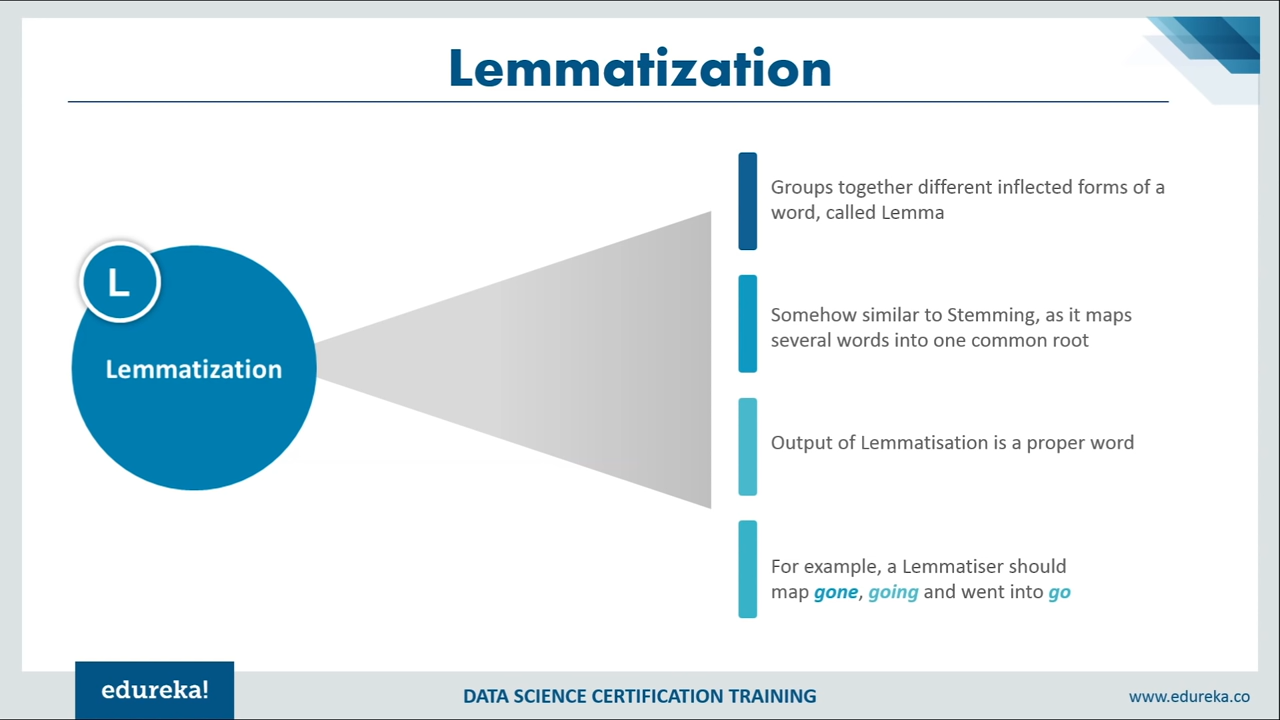 Lemmatization
L
Lemmatization
Groups together different inflected forms of a
word, called Lemma
Somehow similar to Stemming, as it maps
several words into one common root
Output of Lemmatisation is a proper word
For example, a Lemmatiser should
map gone, going and went into go
edureka!
DATA SCIENCE CERTIFICATION TRAINING
www.edureka.co